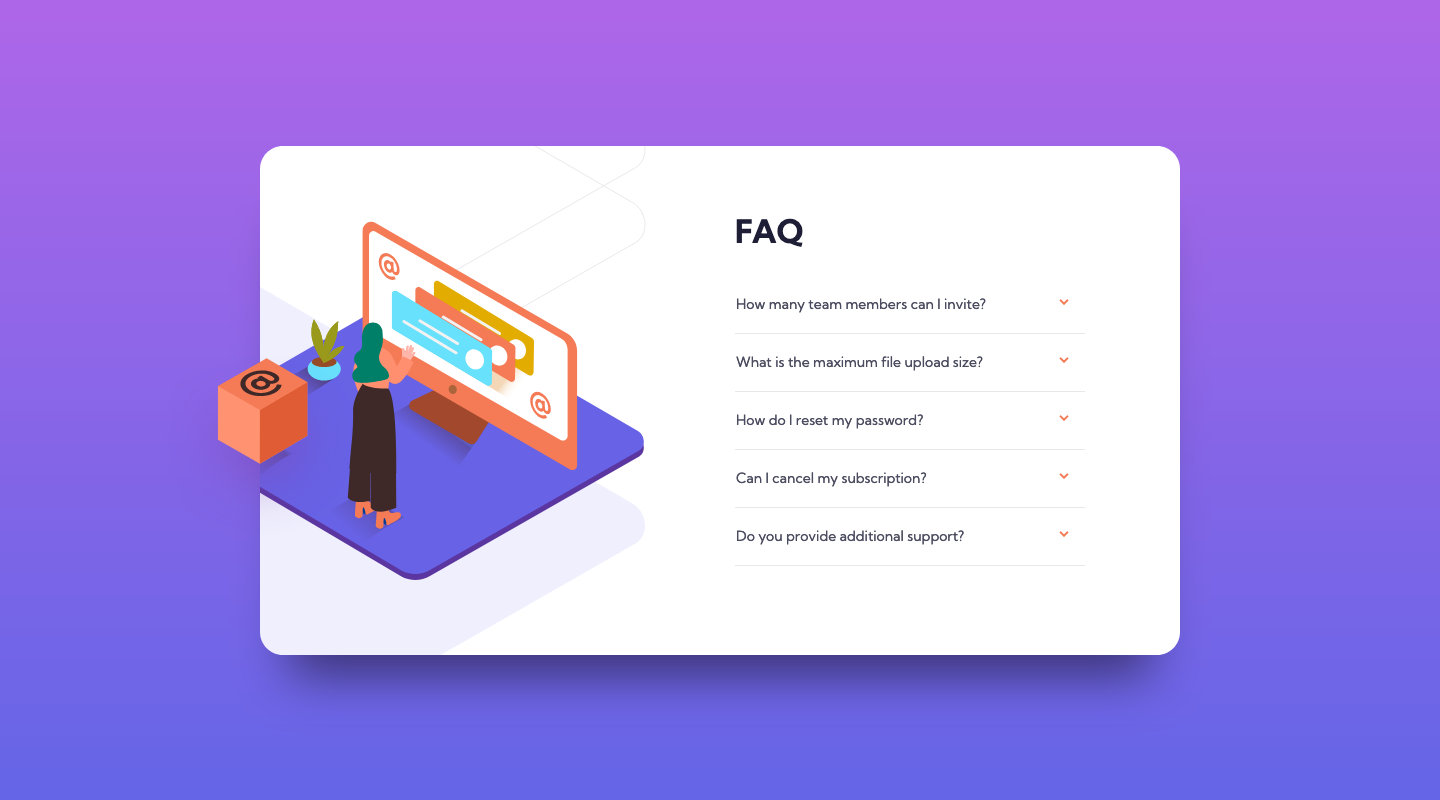 FAQ
How many team members can I invite?
What is the maximum file upload size?
How do I reset my password?
Can I cancel my subscription?
Do you provide additional support?
@
@
@